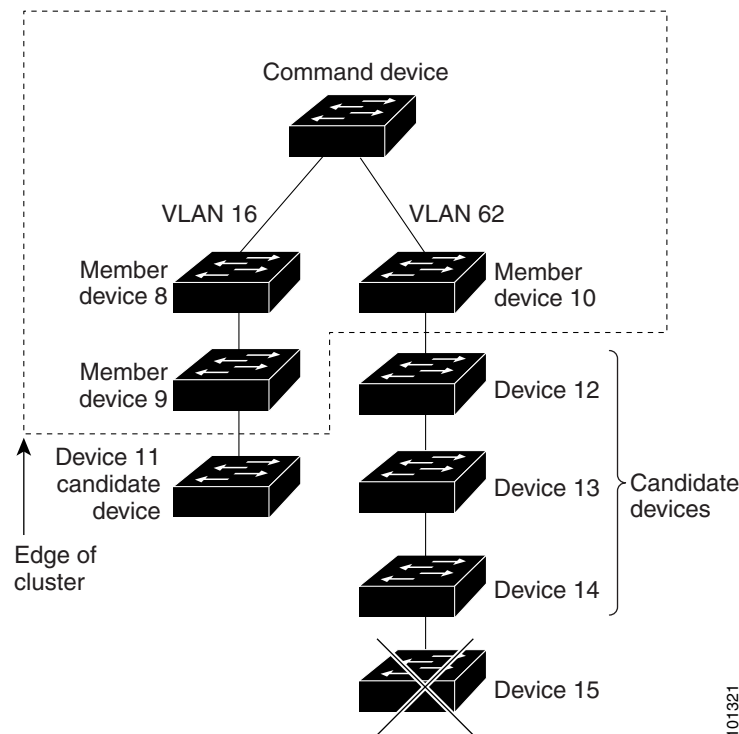 Command device
VLAN 16
VLAN 62
Member
device 8
Member
device 10
Member
device 9
Device 12
Device 11
candidate
device
Device 13
Candidate
devices
Edge of
cluster
Device 14
Device 15
101321